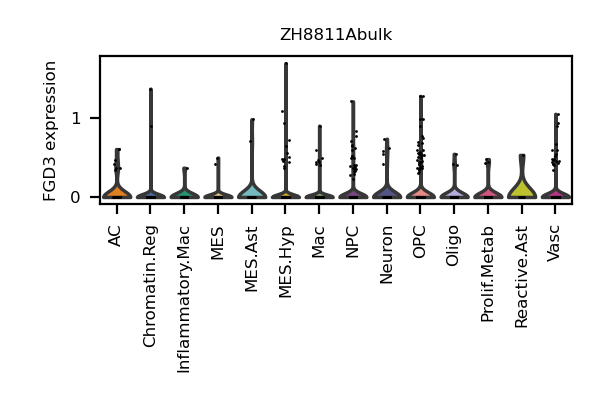 ZH8811Abulk
FGD3 expression
1
0
AC
Chromatin.Reg
Inflammatory.Mac
MES
MES.Ast
MES.Hyp
Mac
NPC
Neuron
OPC
Oligo
Prolif.Metab
Reactive.Ast
Vasc